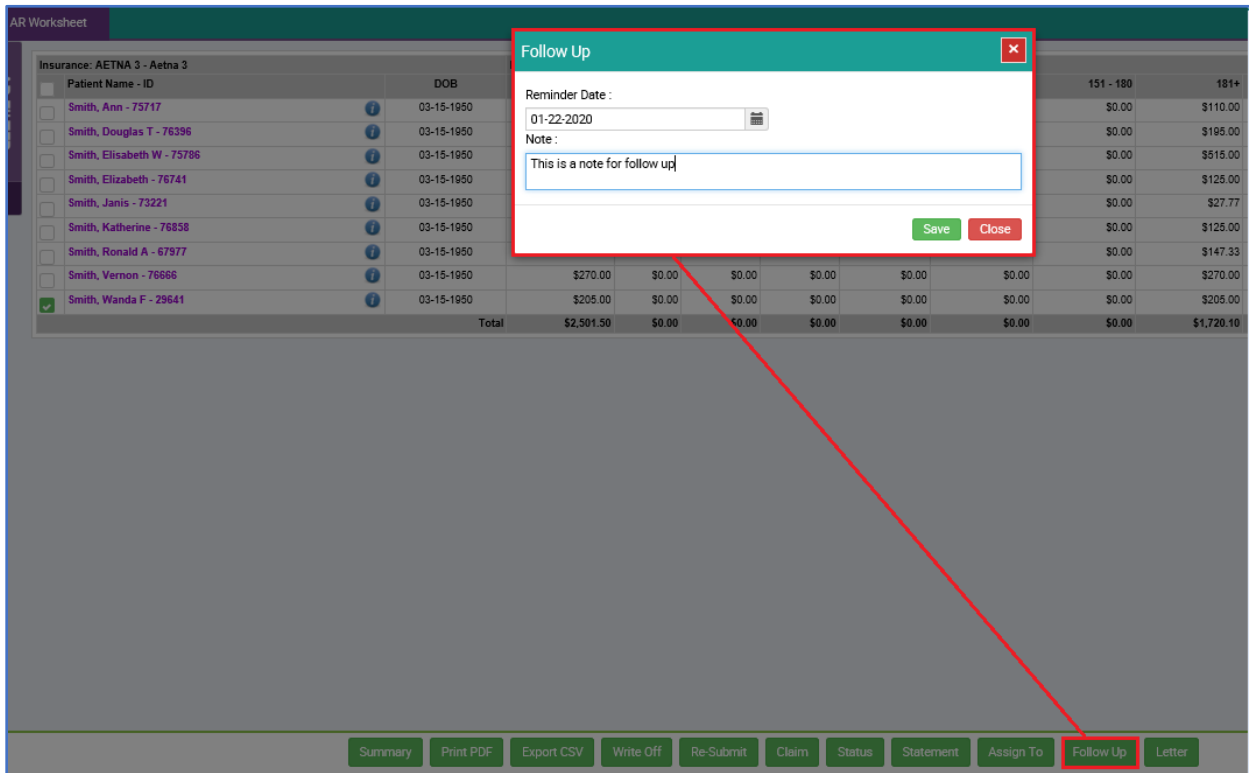 AR Worksheet
Follow Up
Insurance: AETNA 3 - Aetna 3
Patient Name - ID DOB 151 - 180 181+
Reminder Date :
Smith, Ann - 75717 03-15-1950 $0.00 $110.00
01-22-2020
Smith, Douglas T - 76396 03-15-1950 $0.00 $195.00
Note :
Smith, Elisabeth W - 75786 03-15-1950 $0.00 $515.00
This is a note for follow up
Smith, Elizabeth - 76741 03-15-1950 $0.00 $125.00
Smith, Janis - 73221 03-15-1950 $0.00 $27.77
Smith, Katherine - 76858 03-15-1950 $0.00 $125.00
Save Close
Smith, Ronald A - 67977 03-15-1950 $0.00 $147.33
Smith, Vernon - 76666 03-15-1950 $270.00 $0.00 $0.00 $0.00 $0.00 $0.00 $0.00 $270.00
Smith, Wanda F - 29641 03-15-1950 $205.00 $0.00 $0.00 $0.00 $0.00 $0.00 $0.00 $205.00
Total $2,501.50 $0.00 $0.00 $0.00 $0.00 $0.00 $0.00 $1,720.10
Summary Print PDF Export CSV Write Off Re-Submit Claim Status Statement Assign To Follow Up Letter